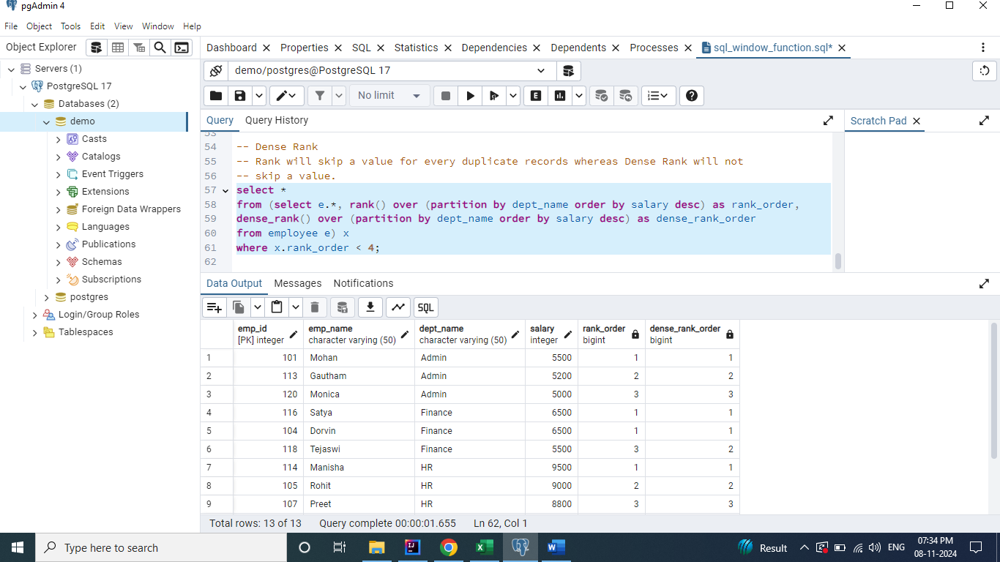 pgAdmin 4
File Object Tools Edit View Window Help
Object Explorer
Dashboard Properties SQL Statistics Dependencies Dependents Processes sql_window_function.sql*
Servers (1)
PostgreSQL 17
Databases (2)
demo
Casts
Catalogs
Event Triggers
Extensions
Foreign Data Wrappers
Languages
Publications
Schemas
Subscriptions
postgres
Login/Group Roles
Tablespaces
demo/postgres@PostgreSQL 17
No limit E
Query Query History
Scratch Pad
53
54 -- Dense Rank
55 -- Rank will skip a value for every duplicate records whereas Dense Rank will not
56 -- skip a value.
57 select *
58 from (select e.*, rank() over (partition by dept_name order by salary desc) as rank_order,
59 dense_rank() over (partition by dept_name order by salary desc) as dense_rank_order
60 from employee e) x
61 where x.rank_order < 4;
62
Data Output Messages Notifications
SQL
emp_id emp_name dept_name salary rank_order dense_rank_order
[PK] integer character varying (50) character varying (50) integer bigint bigint
1 101 Mohan Admin 5500 1 1
2 113 Gautham Admin 5200 2 2
3 120 Monica Admin 5000 3 3
4 116 Satya Finance 6500 1 1
5 104 Dorvin Finance 6500 1 1
6 118 Tejaswi Finance 5500 3 2
7 114 Manisha HR 9500 1 1
8 105 Rohit HR 9000 2 2
9 107 Preet HR 8800 3 3
Total rows: 13 of 13 Query complete 00:00:01.655 Ln 62, Col 1
Type here to search
Result ENG
07:34 PM
08-11-2024